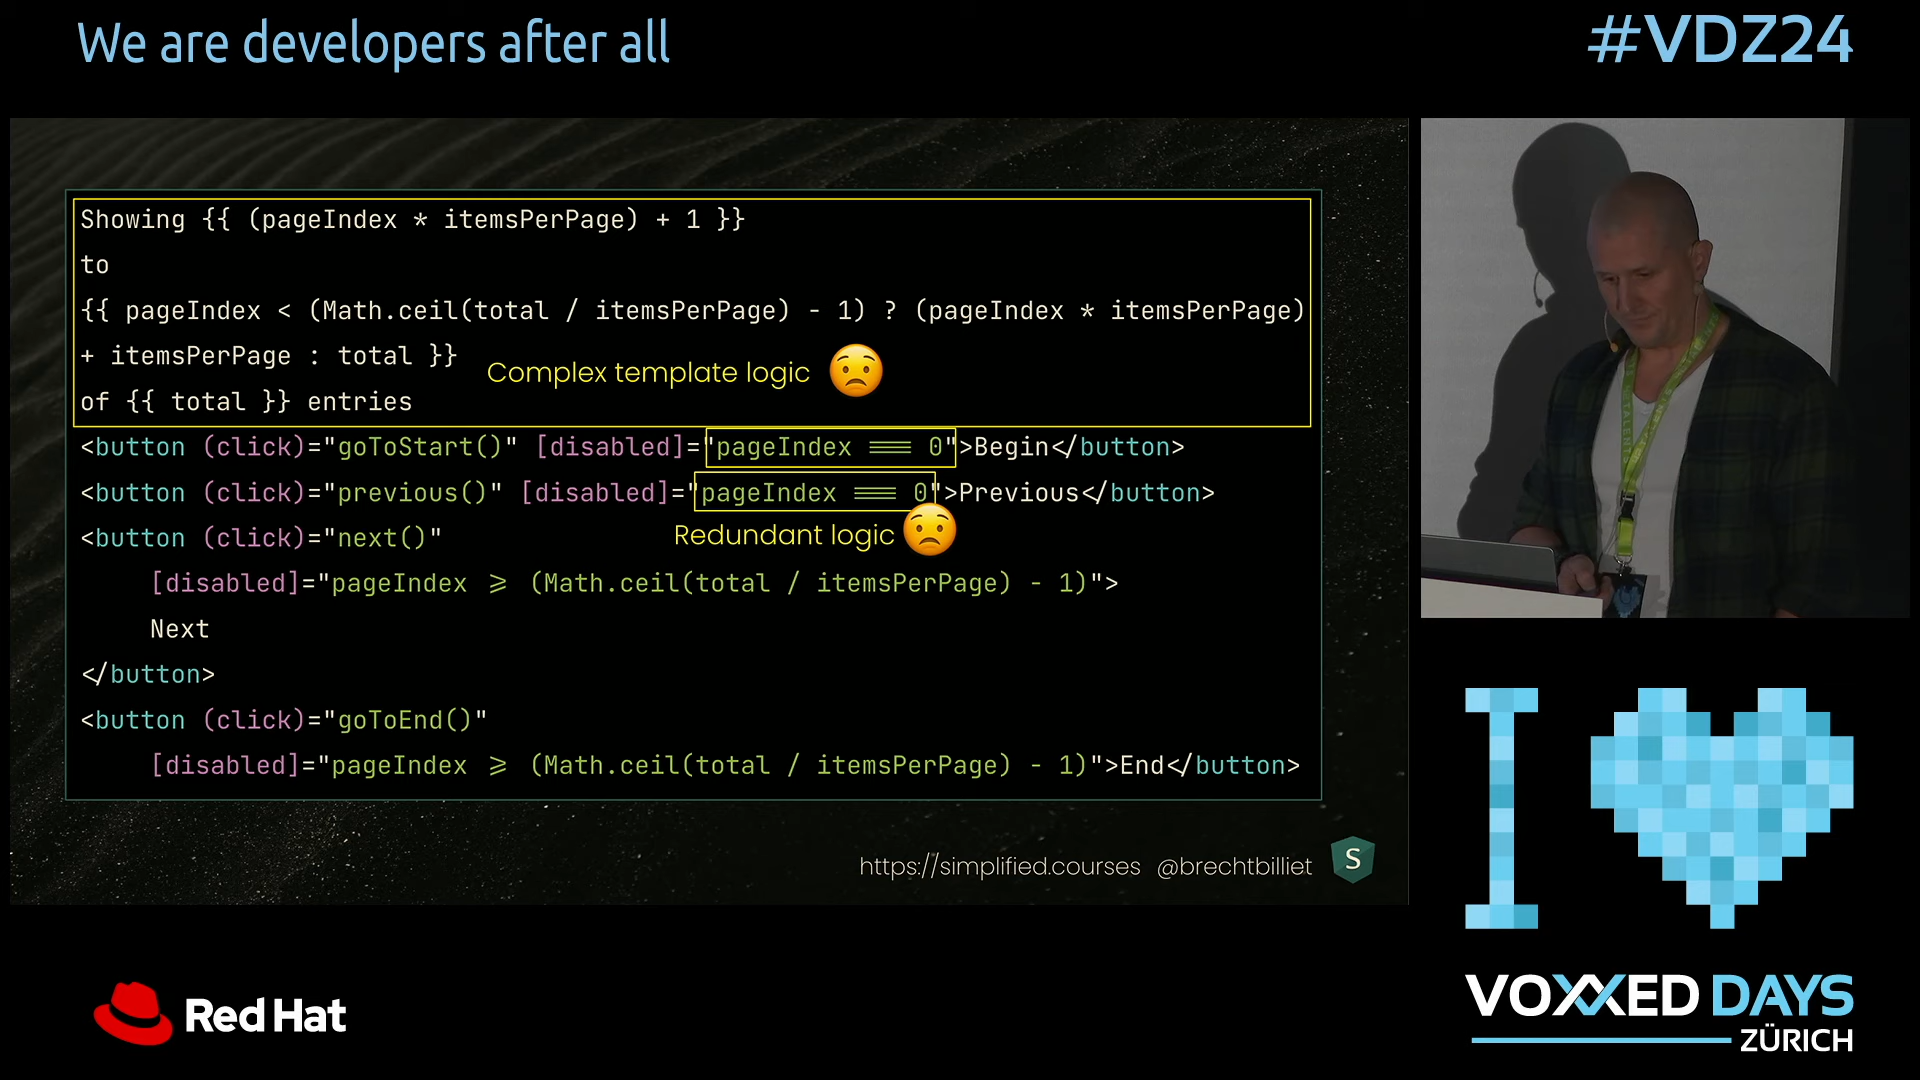 We are developers after all
#VDZ24
Showing {{ (pageIndex * itemsPerPage) + 1 }}
to
{{ pageIndex < (Math.ceil(total / itemsPerPage) - 1) ? (pageIndex * itemsPerPage)
+ itemsPerPage : total }}
Complex template logic
of {{ total }} entries
<button (click)="goToStart()" [disabled]="pageIndex === 0">Begin</button>
<button (click)="previous()" [disabled]="pageIndex === 0">Previous</button>
<button (click)="next()"
Redundant logic
[disabled]="pageIndex >= (Math.ceil(total / itemsPerPage) - 1)">
Next
</button>
<button (click)="goToEnd()"
[disabled]="pageIndex >= (Math.ceil(total / itemsPerPage) - 1)">End</button>
https://simplified.courses @brechtbilliet
S
I
Red Hat
VOXXED DAYS
ZÜRICH